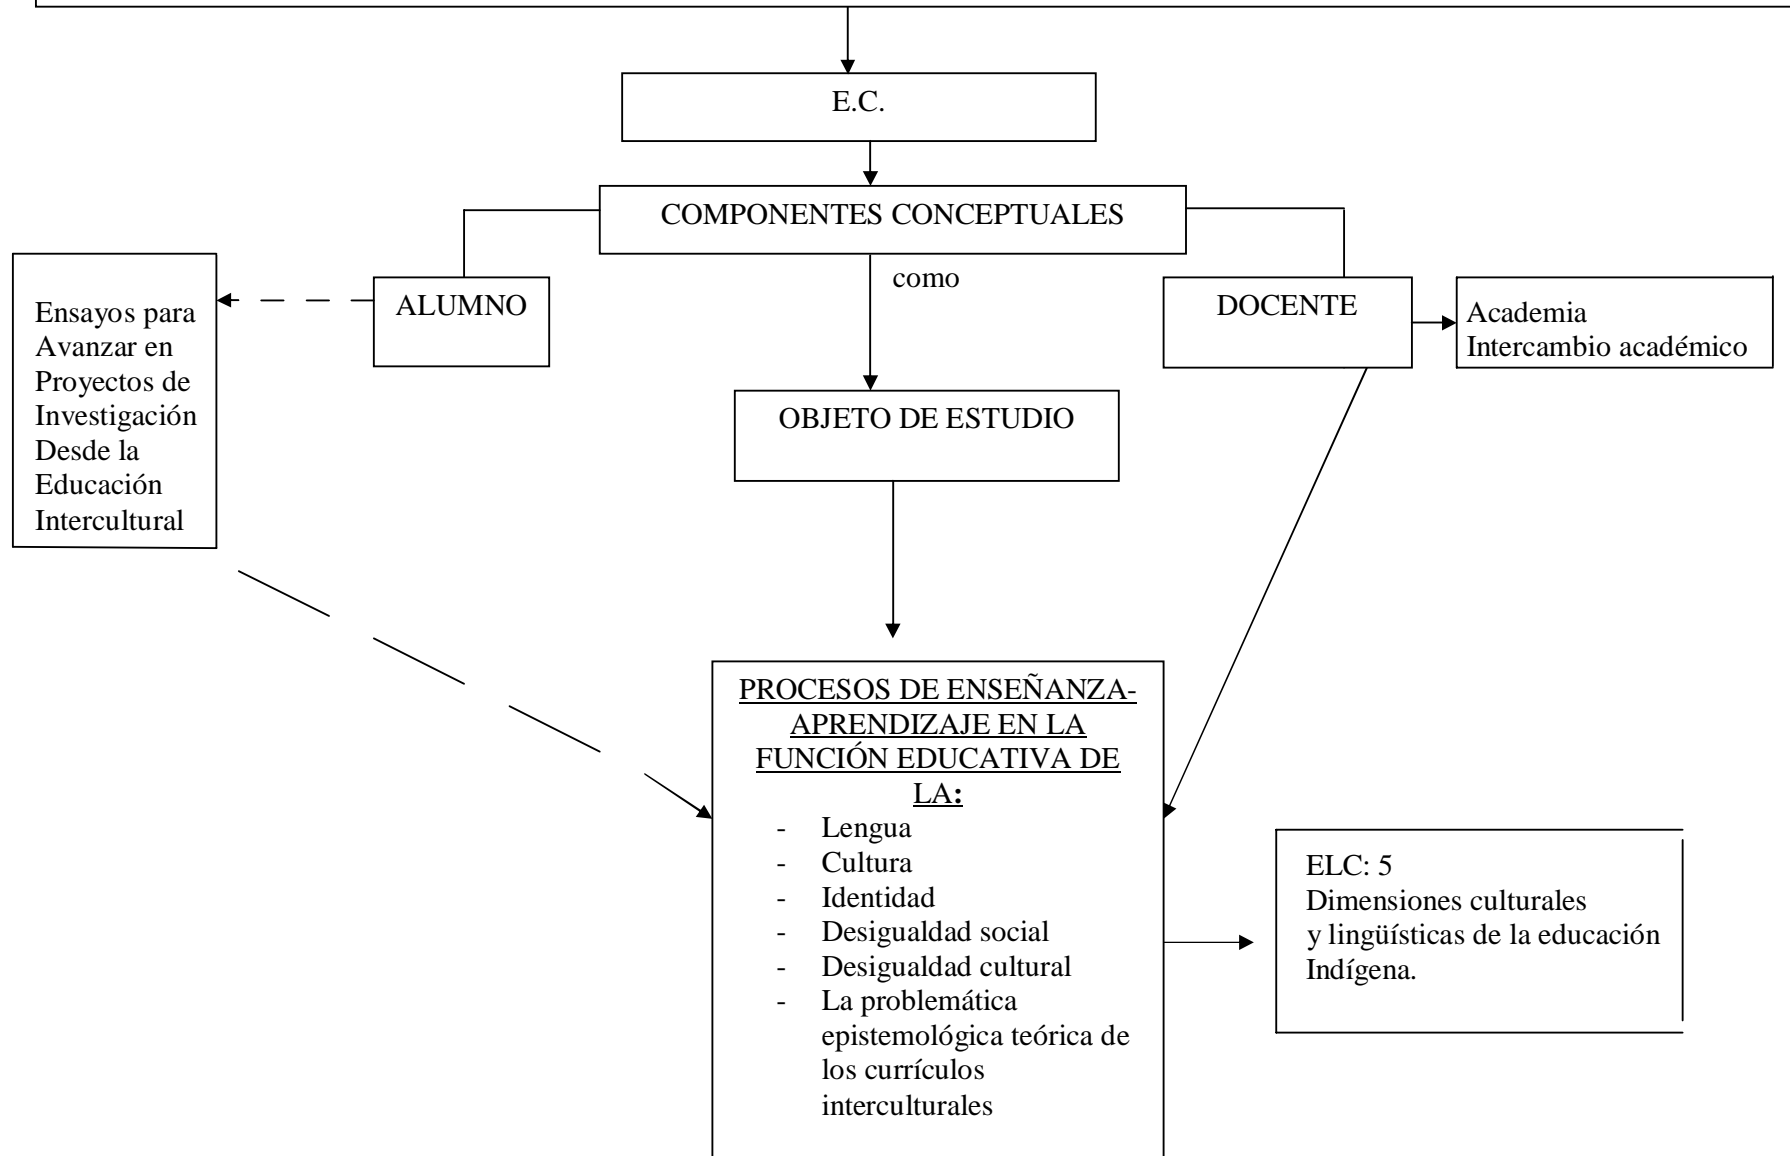 E.C.
COMPONENTES CONCEPTUALES
como
ALUMNO
DOCENTE
Ensayos para
Avanzar en
Proyectos de
Investigación
Desde la
Educación
Intercultural
Academia
Intercambio académico
OBJETO DE ESTUDIO
PROCESOS DE ENSEÑANZA-
APRENDIZAJE EN LA
FUNCIÓN EDUCATIVA DE
LA:
- Lengua
- Cultura
- Identidad
- Desigualdad social
- Desigualdad cultural
- La problemática
epistemológica teórica de
los currículos
interculturales
ELC: 5
Dimensiones culturales
y lingüísticas de la educación
Indígena.